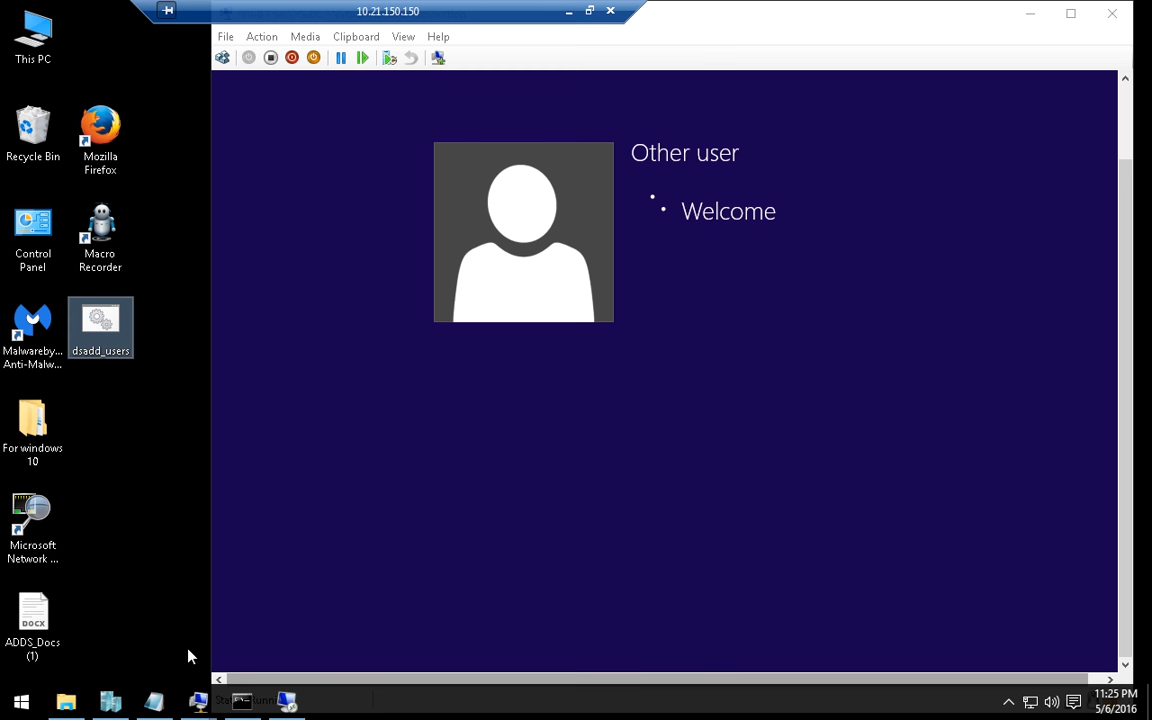 10.21.150.150
File Action Media Clipboard View Help
Other user
Welcome
This PC
Recycle Bin
Mozilla
Firefox
Control
Panel
Macro
Recorder
Malwareby...
Anti-Malw...
dsadd_users
For windows
10
Microsoft
Network ...
DOCX
ADDS_Docs
(1)
11:25 PM
5/6/2016